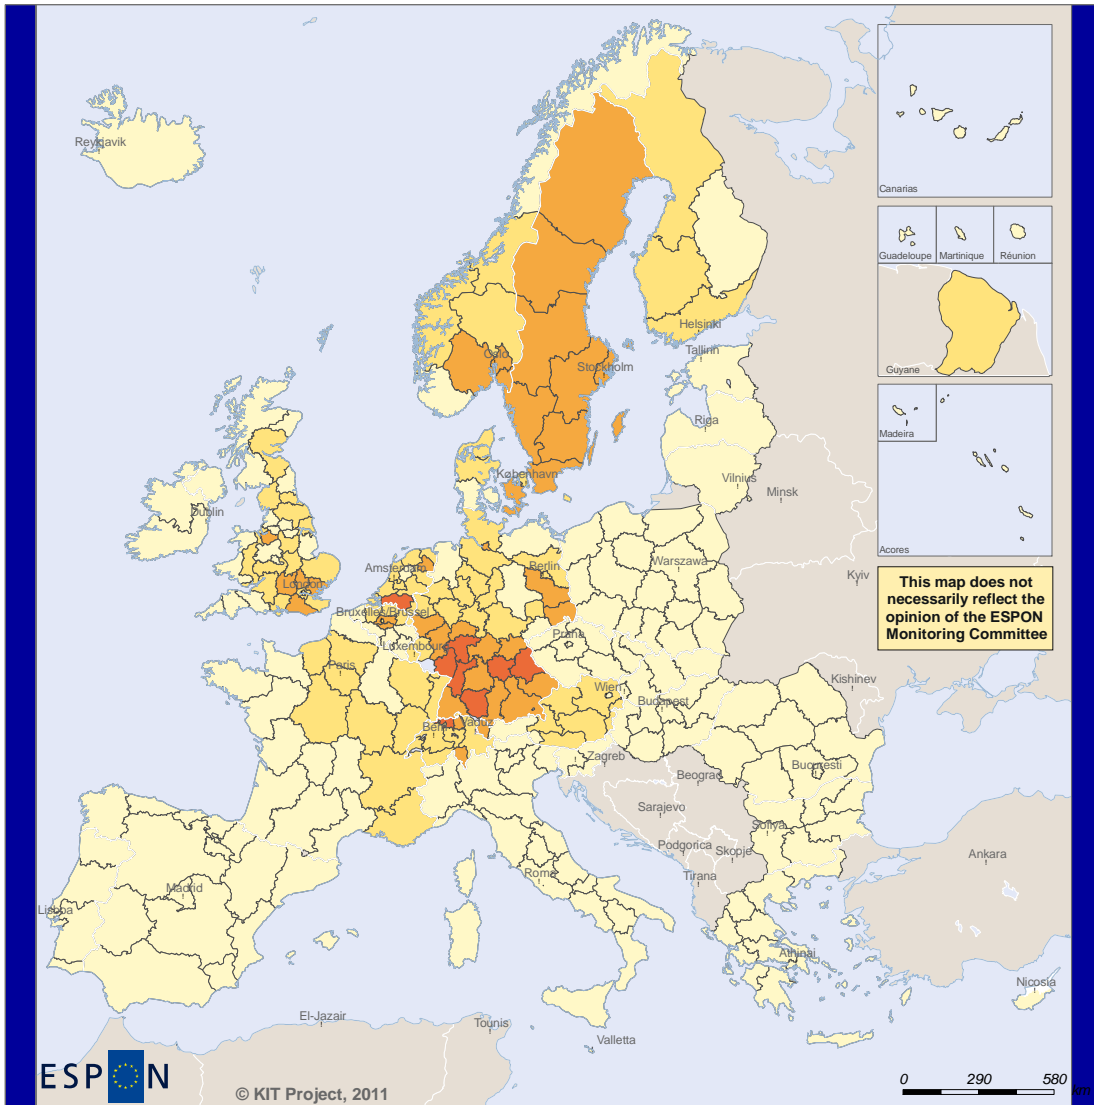 Reykjavik
Canarias
Guadeloupe
Martinique
Réunion
Guyane
Madeira
Acores
This map does not
necessarily reflect the
opinion of the ESPON
Monitoring Committee
Helsinki
Tallinn
Oslo
Stockholm
Riga
København
Vilnius
Minsk
Dublin
Amsterdam
Berlin
Warszawa
London
Kyiv
Bruxelles/Brussel
Praha
Luxembourg
Paris
Kishinev
Wien
Budapest
Bern
Vaduz
Zagreb
Beograd
Bucuresti
Sarajevo
Sofiya
Podgorica
Skopje
Ankara
Tirana
Roma
Madrid
Lisboa
Athinai
Nicosia
El-Jazair
Tounis
Valletta
ESPON
© KIT Project, 2011
0 290 580
km